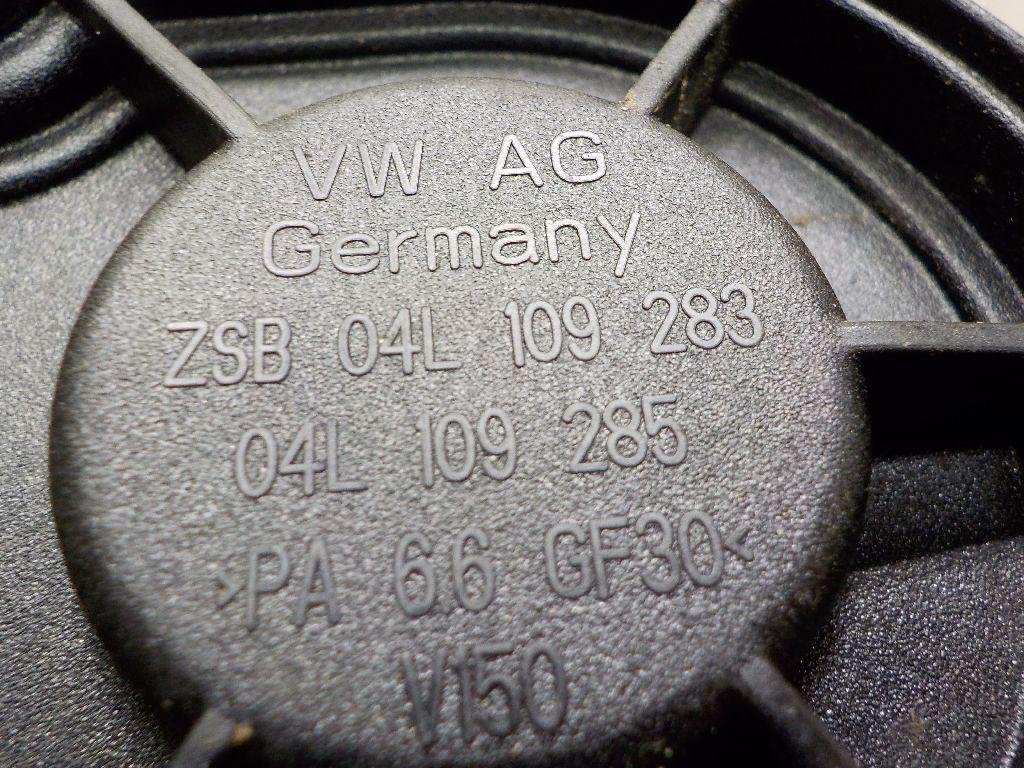 VW AG
Germany
ZSB 04L 109 283
04L 109 285
>PA 6.6 GF30<
V150